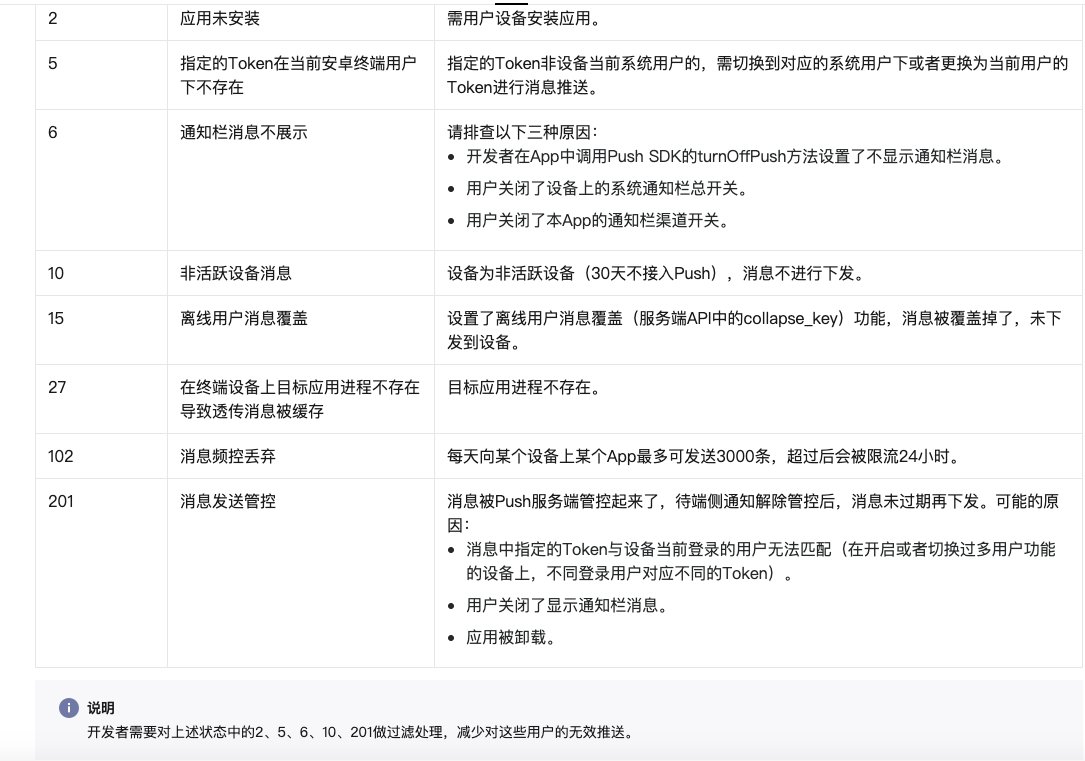 2
应用未安装
需用户设备安装应用。
5
指定的Token在当前安卓终端用户
下不存在
指定的Token非设备当前系统用户的，需切换到对应的系统用户下或者更换为当前用户的
Token进行消息推送。
6
通知栏消息不展示
请排查以下三种原因：
• 开发者在App中调用Push SDK的turnOffPush方法设置了不显示通知栏消息。
• 用户关闭了设备上的系统通知栏总开关。
• 用户关闭了本App的通知栏渠道开关。
10
非活跃设备消息
设备为非活跃设备（30天不接入Push），消息不进行下发。
15
离线用户消息覆盖
设置了离线用户消息覆盖（服务端API中的collapse_key）功能，消息被覆盖掉了，未下
发到设备。
27
在终端设备上目标应用进程不存在
导致透传消息被缓存
目标应用进程不存在。
102
消息频控丢弃
每天向某个设备上某个App最多可发送3000条，超过后会被限流24小时。
201
消息发送管控
消息被Push服务端管控起来了，待端侧通知解除管控后，消息未过期再下发。可能的原
因：
• 消息中指定的Token与设备当前登录的用户无法匹配（在开启或者切换过多用户功能
的设备上，不同登录用户对应不同的Token）。
• 用户关闭了显示通知栏消息。
• 应用被卸载。
说明
开发者需要对上述状态中的2、5、6、10、201做过滤处理，减少对这些用户的无效推送。